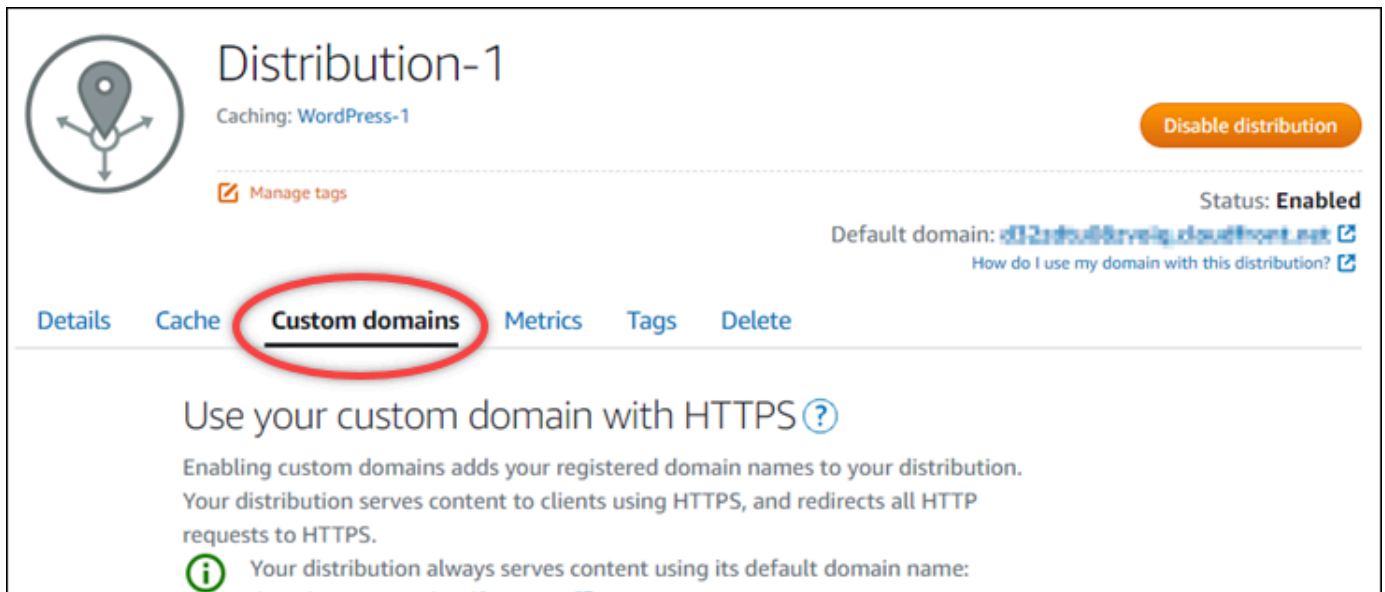 Distribution-1
Caching: WordPress-1
Disable distribution
Manage tags
Status: Enabled
Default domain:
How do I use my domain with this distribution?
Details Cache Custom domains Metrics Tags Delete
Use your custom domain with HTTPS ?
Enabling custom domains adds your registered domain names to your distribution.
Your distribution serves content to clients using HTTPS, and redirects all HTTP
requests to HTTPS.
Your distribution always serves content using its default domain name: